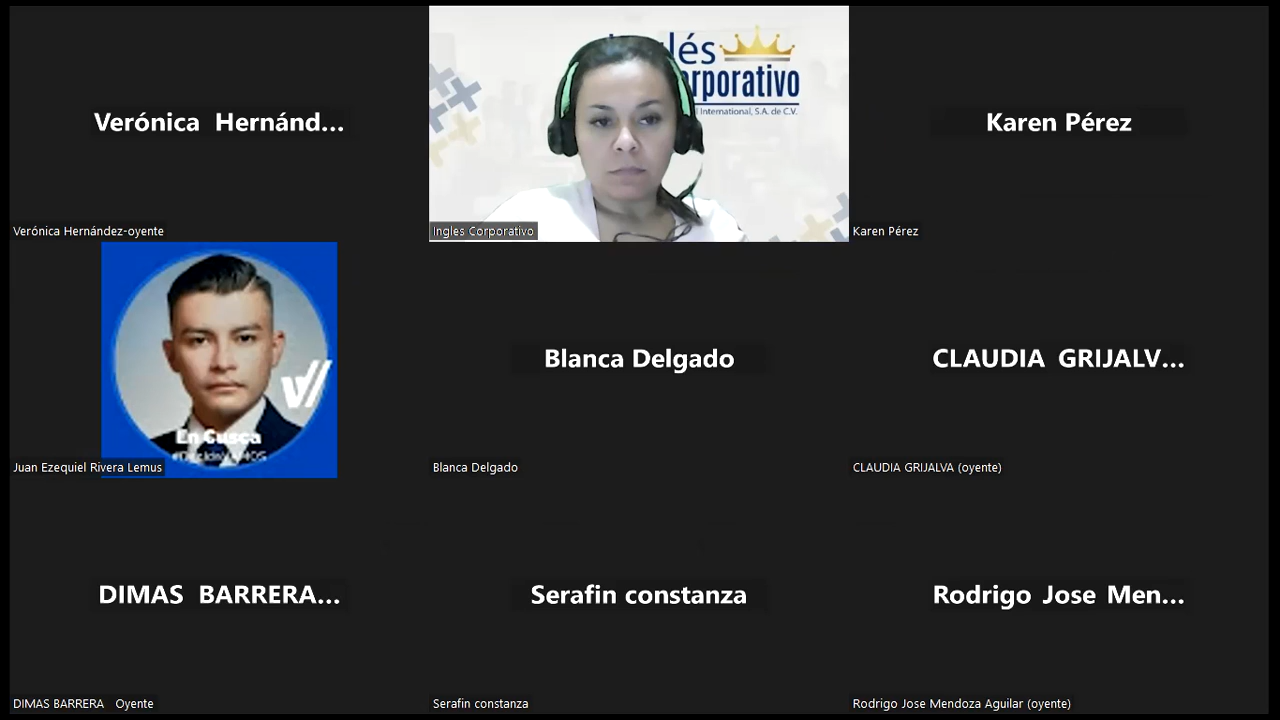 Verónica Hernánd...
Verónica Hernández-oyente
lés
rporativo
l International, S.A. de C.V.
Ingles Corporativo
Karen Pérez
Karen Pérez
En Cusca
Juan Ezequiel Rivera Lemus
Blanca Delgado
Blanca Delgado
CLAUDIA GRIJALV...
CLAUDIA GRIJALVA (oyente)
DIMAS BARRERA...
DIMAS BARRERA Oyente
Serafin constanza
Serafin constanza
Rodrigo Jose Men...
Rodrigo Jose Mendoza Aguilar (oyente)